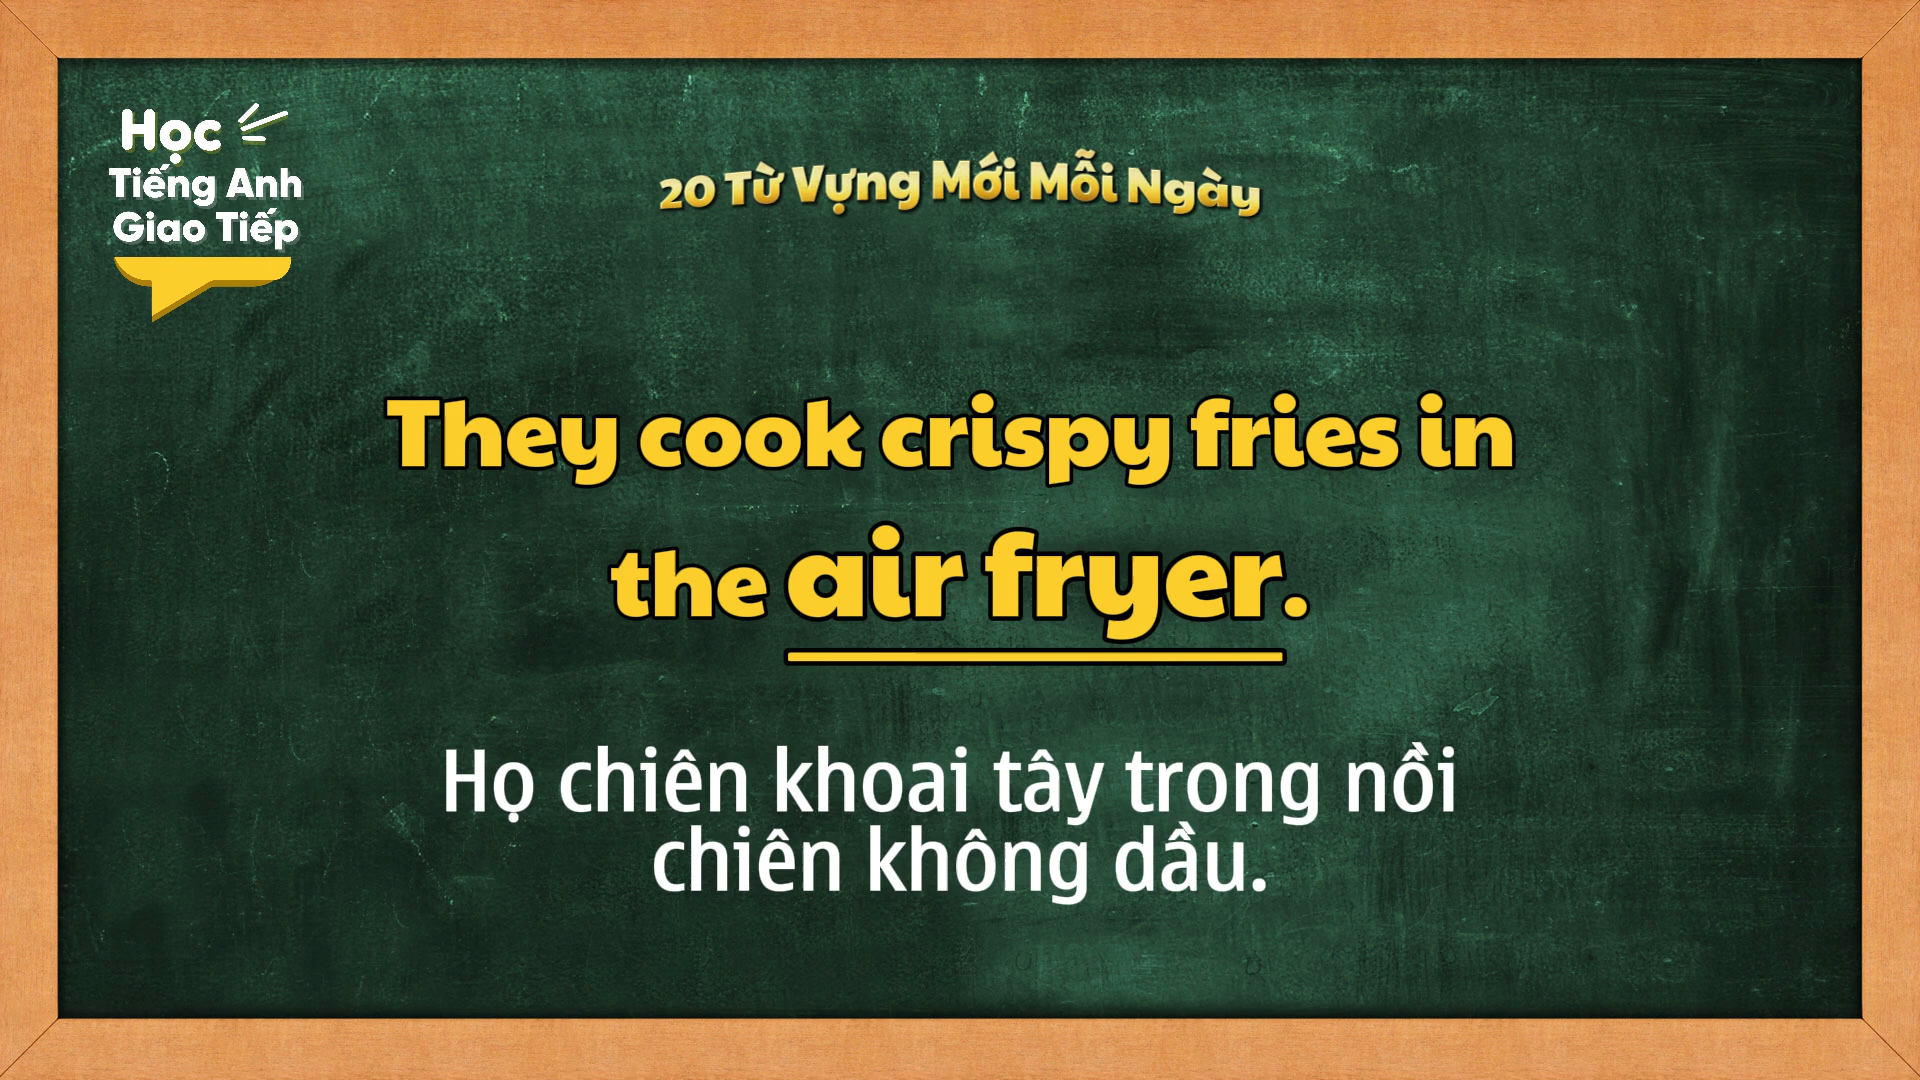 Học
Tiếng Anh
Giao Tiếp
20 Từ Vựng Mới Mỗi Ngày
They cook crispy fries in
the air fryer.
Họ chiên khoai tây trong nồi
chiên không dầu.